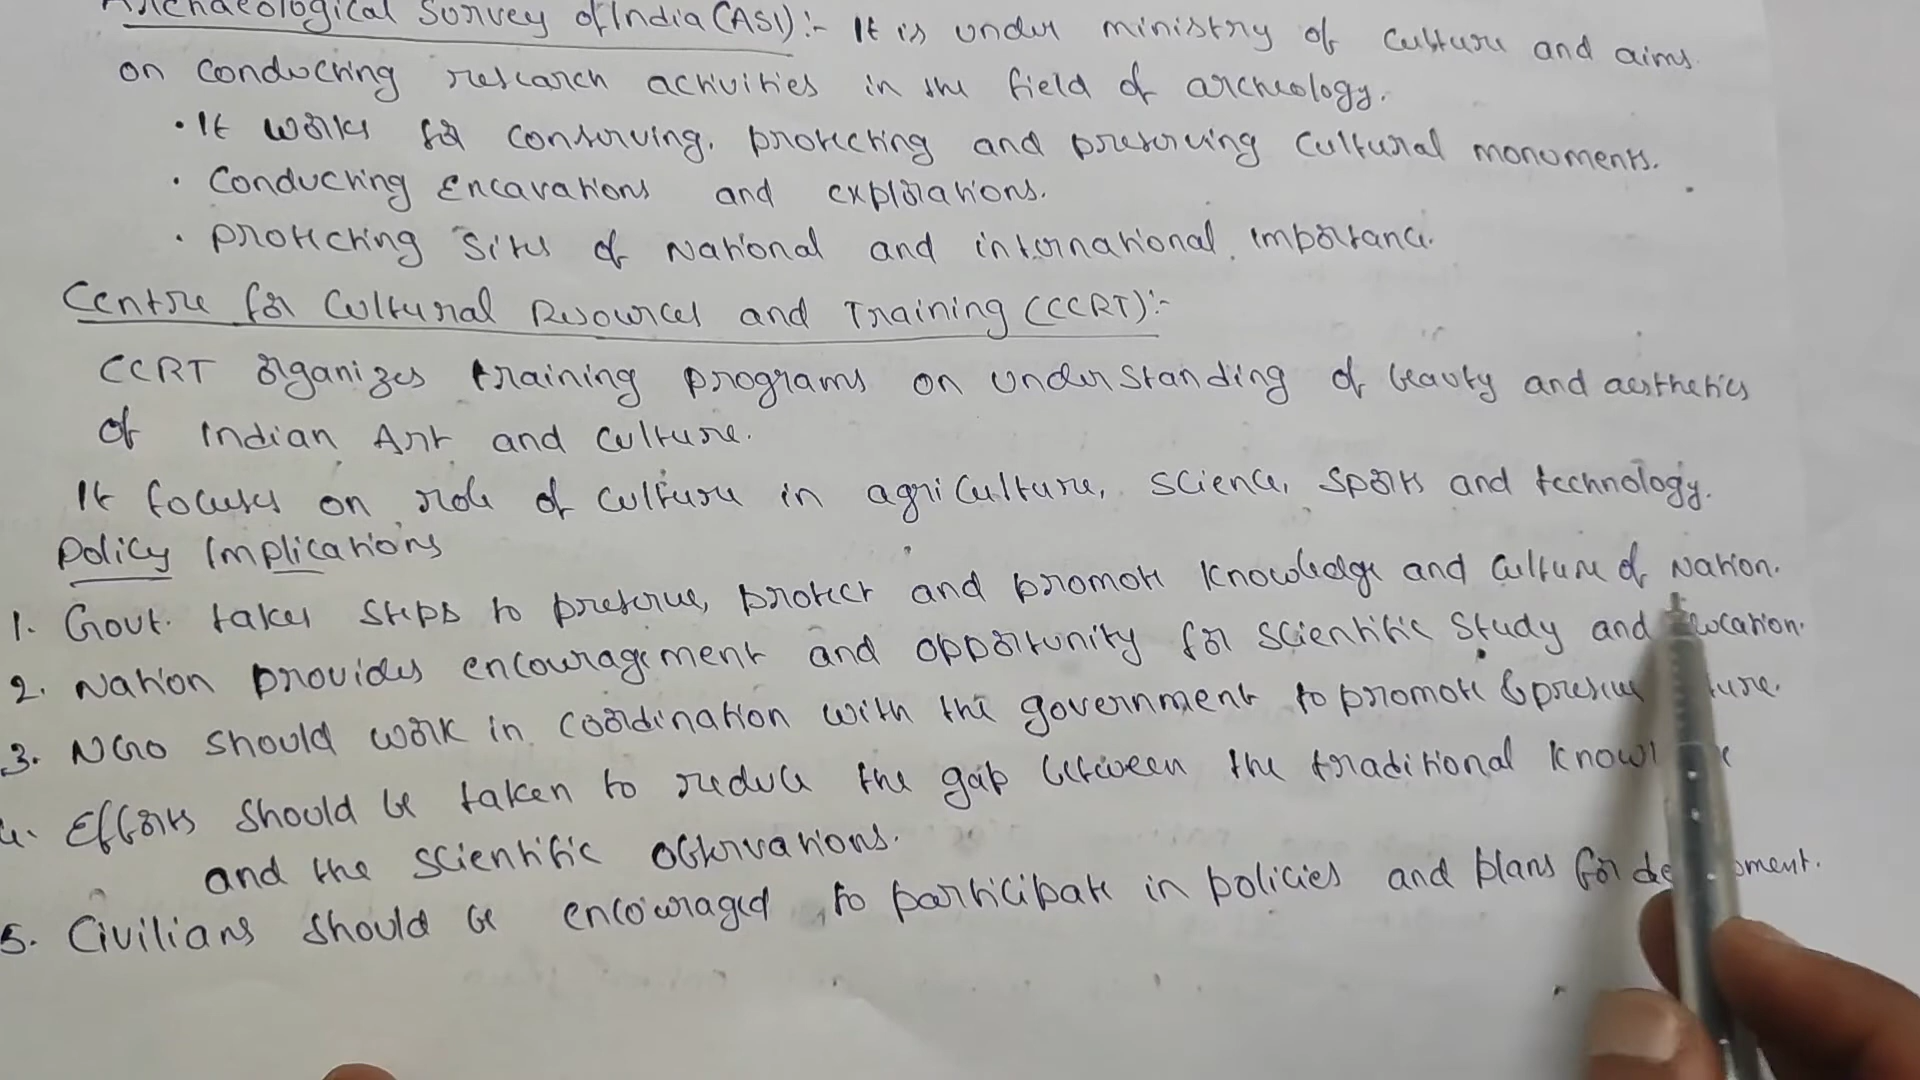 Archaeological Survey of India (ASI):- It is under ministry of culture and aims
on conducting research activities in the field of archeology.
• It works for conserving, protecting and preserving cultural monuments.
• Conducting Encavations and explorations.
• protecting sites of National and international importance.
Centre for Cultural Resources and Training (CCRT):-
CCRT organizes training programs on understanding of beauty and aesthetics
of Indian Art and culture.
It focuses on role of culture in agriculture, science, sports and technology.
Policy Implications
1. Govt. takes steps to preserve, protect and promote knowledge and culture of Nation.
2. Nation provides encouragement and opportunity for scientific study and
3. NGO should work in coordination with the government to promote & preserve
4. Efforts should be taken to reduce the gap between the traditional
and the scientific observations.
5. Civilians should be encouraged to participate in policies and plans for